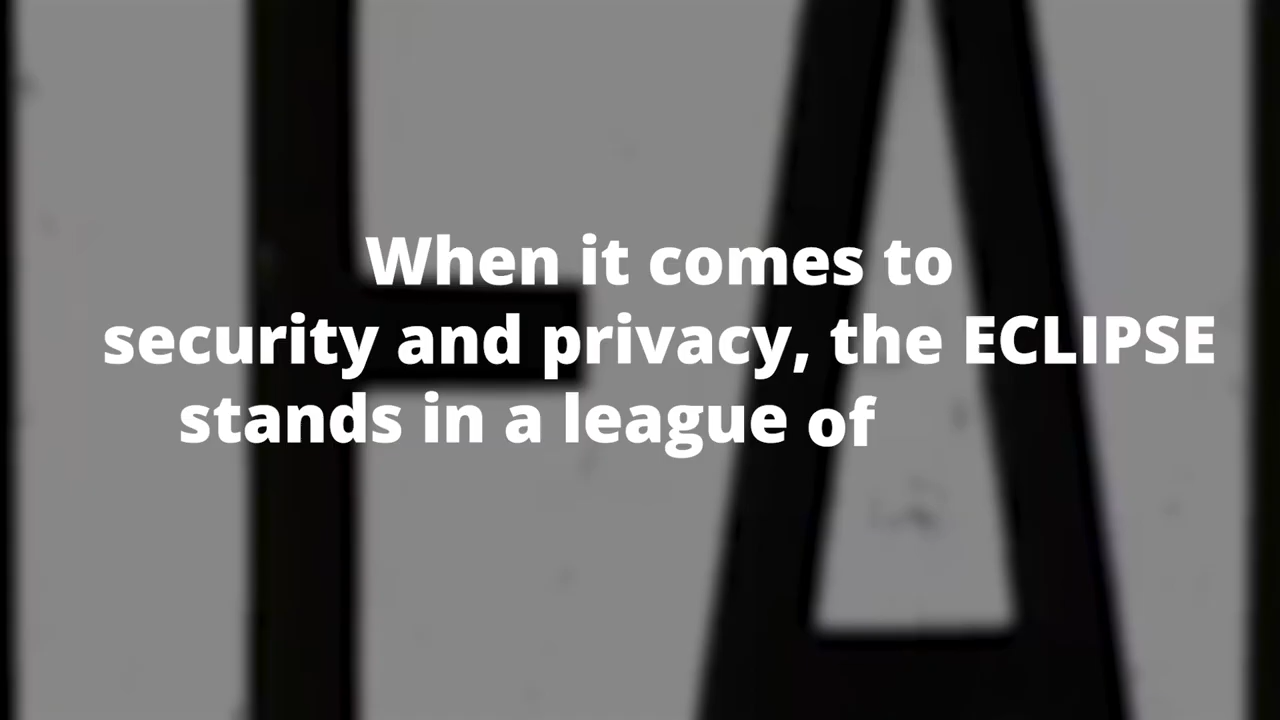 When it comes to
security and privacy, the ECLIPSE
stands in a league of